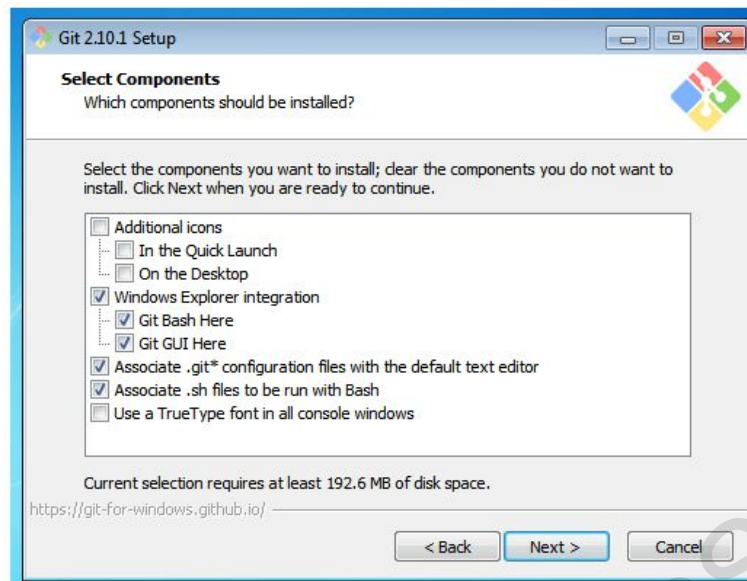 Git 2.10.1 Setup
Select Components
Which components should be installed?
Select the components you want to install; clear the components you do not want to
install. Click Next when you are ready to continue.
Additional icons
In the Quick Launch
On the Desktop
Windows Explorer integration
Git Bash Here
Git GUI Here
Associate .git* configuration files with the default text editor
Associate .sh files to be run with Bash
Use a TrueType font in all console windows
Current selection requires at least 192.6 MB of disk space.
https://git-for-windows.github.io/
< Back
Next >
Cancel